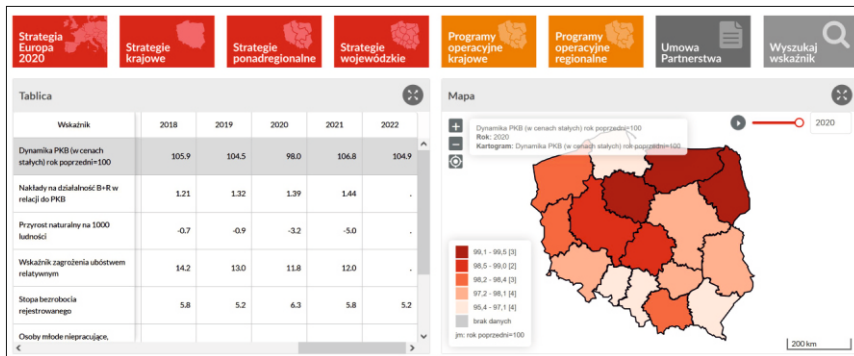 Strategia
Europa
2020
Strategie
krajowe
Strategie
ponadregionalne
Strategie
wojewódzkie
Programy
operacyjne
krajowe
Programy
operacyjne
regionalne
Umowa
Partnerstwa
Wyszukaj
wskaźnik
Tablica
Wskaźnik 2018 2019 2020 2021 2022
Dynamika PKB (w cenach
stałych) rok poprzedni=100 105.9 104.5 98.0 106.8 104.9
Nakłady na działalność B+R w
relacji do PKB 1.21 1.32 1.39 1.44 .
Przyrost naturalny na 1000
ludności -0.7 -0.9 -3.2 -5.0 .
Wskaźnik zagrożenia ubóstwem
relatywnym 14.2 13.0 11.8 12.0 .
Stopa bezrobocia
rejestrowanego 5.8 5.2 6.3 5.8 5.2
Osoby młode niepracujące,
Mapa
Dynamika PKB (w cenach stałych) rok poprzedni=100
Rok: 2020
Kartogram: Dynamika PKB (w cenach stałych) rok poprzedni=100
2020
99,1 - 99,5 [3]
98,5 - 99,0 [2]
98,2 - 98,4 [3]
97,2 - 98,1 [4]
95,4 - 97,1 [4]
brak danych
jm: rok poprzedni=100
200 km